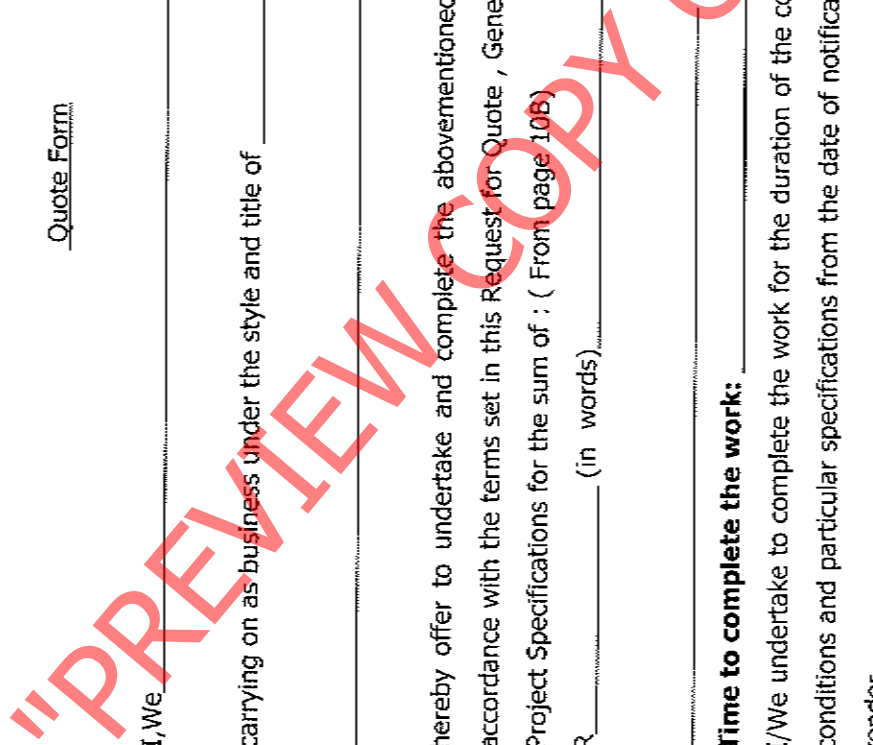 Quote Form
I,We
carrying on as business under the style and title of
hereby offer to undertake and complete the abovementioned
accordance with the terms set in this Request for Quote , Gene
Project Specifications for the sum of : ( From page 10B)
R (in words)
Time to complete the work:
I/We undertake to complete the work for the duration of the co
conditions and particular specifications from the date of notifica
"PREVIEW COPY